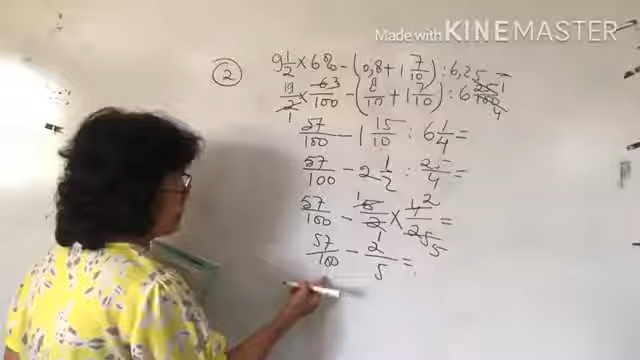 Made with KINEMASTER
② 9 1/2 × 6% - (0,8 + 1 7/10) : 6,25 =
19/2 × 6/100 - (8/10 + 1 7/10) : 6 25/100
57/100 - 1 15/10 : 6 1/4 =
57/100 - 2 1/2 : 25/4 =
57/100 - 5/2 × 4/25 =
57/100 - 2/5 =